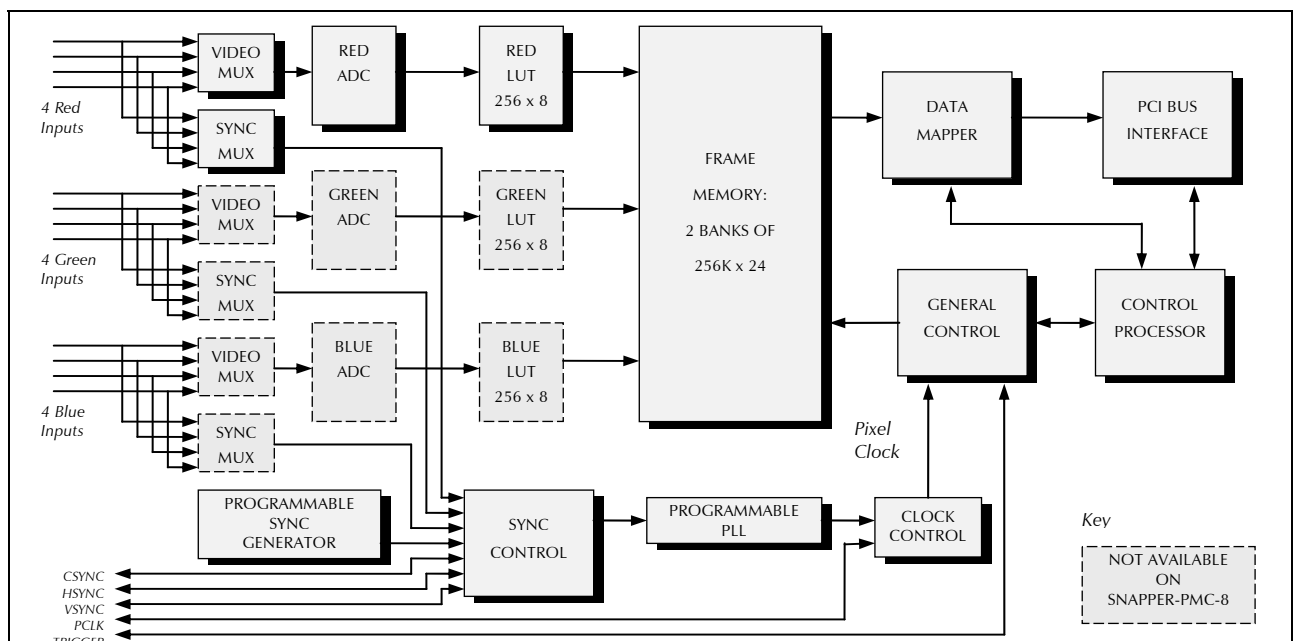 VIDEO
MUX
RED
ADC
RED
LUT
256 x 8
4 Red
Inputs
SYNC
MUX
FRAME
MEMORY:
2 BANKS OF
256K x 24
DATA
MAPPER
PCI BUS
INTERFACE
VIDEO
MUX
GREEN
ADC
GREEN
LUT
256 x 8
4 Green
Inputs
SYNC
MUX
GENERAL
CONTROL
CONTROL
PROCESSOR
VIDEO
MUX
BLUE
ADC
BLUE
LUT
256 x 8
4 Blue
Inputs
SYNC
MUX
Pixel
Clock
PROGRAMMABLE
SYNC
GENERATOR
SYNC
CONTROL
PROGRAMMABLE
PLL
CLOCK
CONTROL
Key
NOT AVAILABLE
ON
SNAPPER-PMC-8
CSYNC
HSYNC
VSYNC
PCLK
TRIGGER